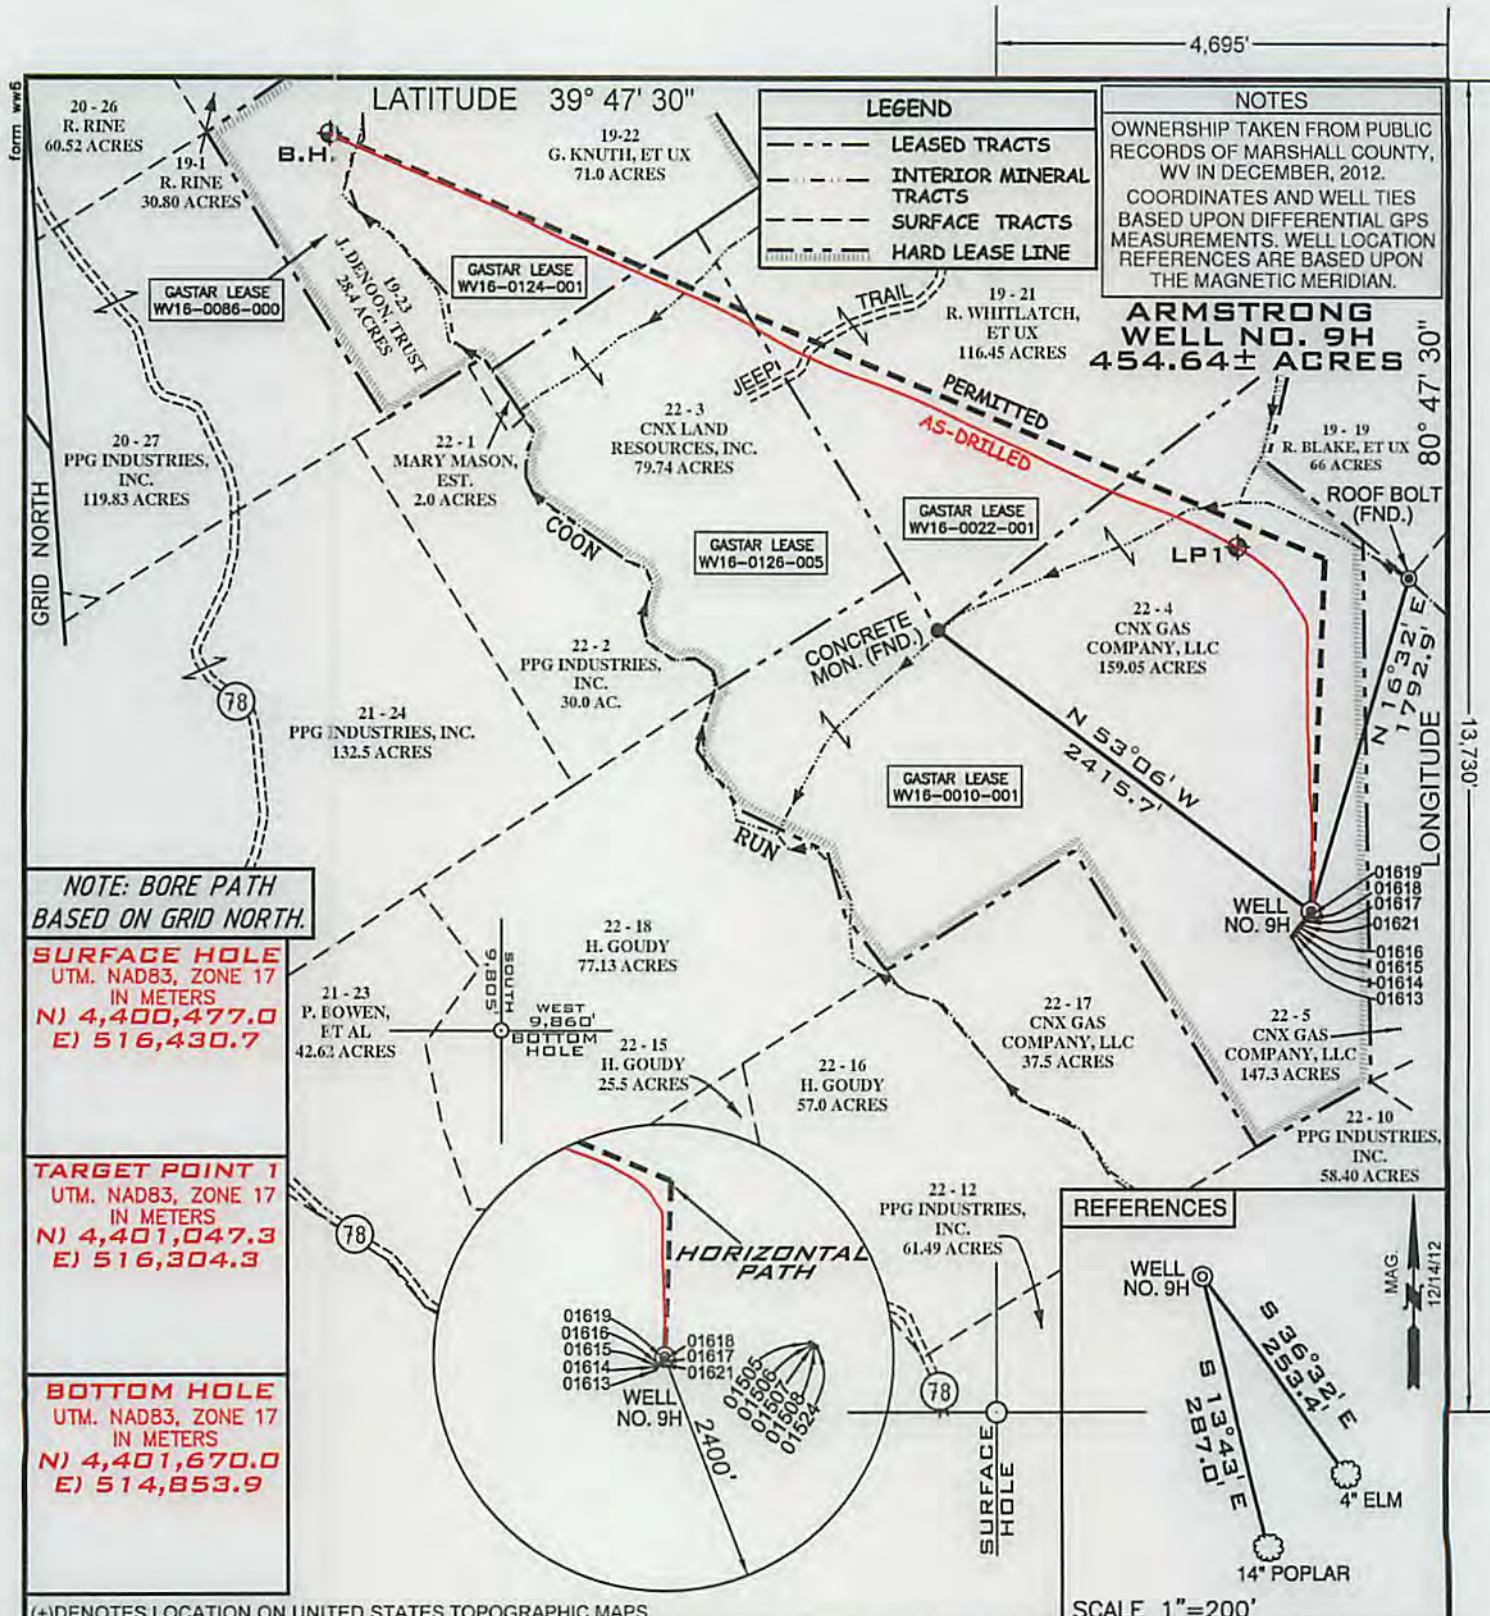 4,695'
form ww6
LATITUDE 39° 47' 30"
20 - 26
R. RINE
60.52 ACRES
19-1
R. RINE
30.80 ACRES
B.H.
19-22
G. KNUTH, ET UX
71.0 ACRES
LEGEND
LEASED TRACTS
INTERIOR MINERAL
TRACTS
SURFACE TRACTS
HARD LEASE LINE
NOTES
OWNERSHIP TAKEN FROM PUBLIC
RECORDS OF MARSHALL COUNTY,
WV IN DECEMBER, 2012.
COORDINATES AND WELL TIES
BASED UPON DIFFERENTIAL GPS
MEASUREMENTS. WELL LOCATION
REFERENCES ARE BASED UPON
THE MAGNETIC MERIDIAN.
ARMSTRONG
WELL NO. 9H
454.64± ACRES
GASTAR LEASE
WV16-0086-000
19-23
J. DENOON, TRUST
28.4 ACRES
GASTAR LEASE
WV16-0124-001
JEEP TRAIL
19 - 21
R. WHITLATCH,
ET UX
116.45 ACRES
PERMITTED
AS-DRILLED
LONGITUDE 80° 47' 30"
13,730'
20 - 27
PPG INDUSTRIES,
INC.
119.83 ACRES
GRID NORTH
22 - 1
MARY MASON,
EST.
2.0 ACRES
22 - 3
CNX LAND
RESOURCES, INC.
79.74 ACRES
19 - 19
R. BLAKE, ET UX
66 ACRES
ROOF BOLT
(FND.)
GASTAR LEASE
WV16-0022-001
GASTAR LEASE
WV16-0126-005
LP1
COON
RUN
22 - 4
CNX GAS
COMPANY, LLC
159.05 ACRES
CONCRETE
MON. (FND.)
22 - 2
PPG INDUSTRIES,
INC.
30.0 AC.
N 16°32' E
1792.9'
78
21 - 24
PPG INDUSTRIES, INC.
132.5 ACRES
N 53°06' W
2415.7'
GASTAR LEASE
WV16-0010-001
NOTE: BORE PATH
BASED ON GRID NORTH.
WELL
NO. 9H
01619
01618
01617
01621
01616
01615
01614
01613
SURFACE HOLE
UTM. NAD83, ZONE 17
IN METERS
N) 4,400,477.0
E) 516,430.7
22 - 18
H. GOUDY
77.13 ACRES
21 - 23
P. BOWEN,
ET AL
42.62 ACRES
SOUTH
9,805
WEST
9,860'
BOTTOM
HOLE
22 - 15
H. GOUDY
25.5 ACRES
22 - 16
H. GOUDY
57.0 ACRES
22 - 17
CNX GAS
COMPANY, LLC
37.5 ACRES
22 - 5
CNX GAS
COMPANY, LLC
147.3 ACRES
22 - 10
PPG INDUSTRIES,
INC.
58.40 ACRES
TARGET POINT 1
UTM. NAD83, ZONE 17
IN METERS
N) 4,401,047.3
E) 516,304.3
78
22 - 12
PPG INDUSTRIES,
INC.
61.49 ACRES
HORIZONTAL
PATH
01619
01616
01615
01614
01613
01618
01617
01621
WELL
NO. 9H
01505
01506
01507
01508
01524
2400'
78
SURFACE
HOLE
BOTTOM HOLE
UTM. NAD83, ZONE 17
IN METERS
N) 4,401,670.0
E) 514,853.9
REFERENCES
WELL
NO. 9H
MAG.
12/14/12
S 36°32' E
253.4'
S 13°43' E
287.0'
4" ELM
14" POPLAR
SCALE 1"=200'
(+)DENOTES LOCATION ON UNITED STATES TOPOGRAPHIC MAPS